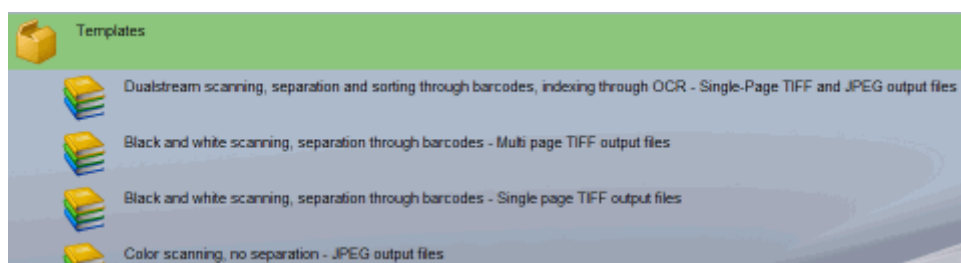 Templates
Dualstream scanning, separation and sorting through barcodes, indexing through OCR - Single-Page TIFF and JPEG output files
Black and white scanning, separation through barcodes - Multi page TIFF output files
Black and white scanning, separation through barcodes - Single page TIFF output files
Color scanning, no separation - JPEG output files